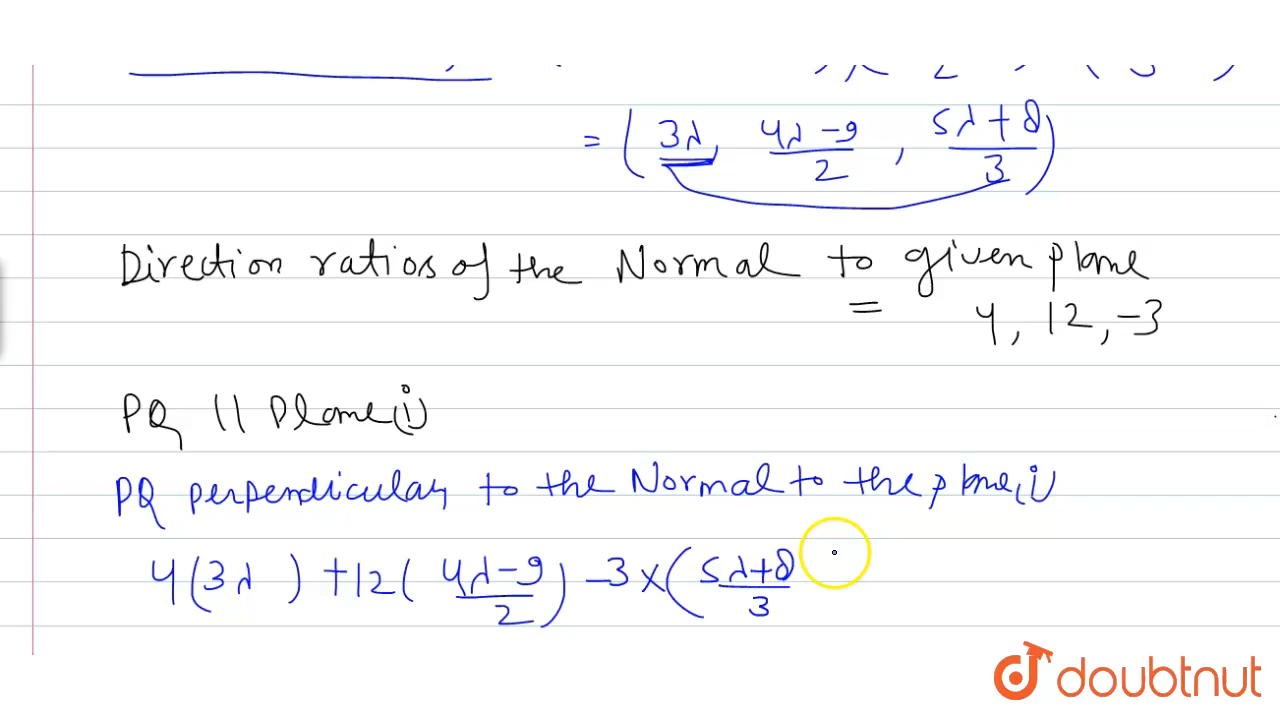 = (3λ, 4λ-9/2, 5λ+8/3)
Direction ratios of the Normal to given plane
= 4, 12, -3
PQ || Plane(i)
PQ perpendicular to the Normal to the plane(i)
4(3λ) +12(4λ-9/2) -3×(5λ+8/3
doubtnut